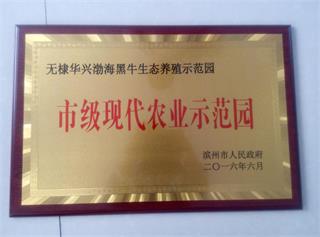 无棣华兴渤海黑牛生态养殖示范园
市级现代农业示范园
滨州市人民政府
二〇一六年六月